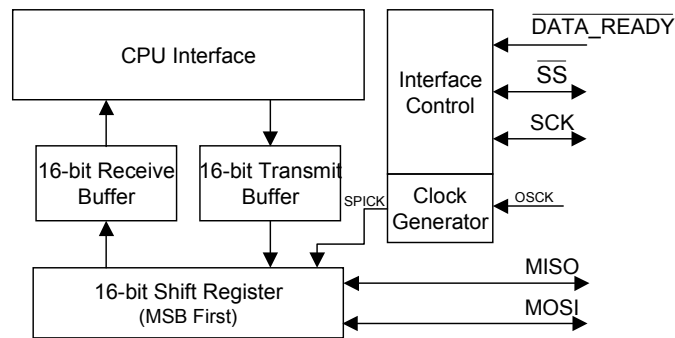 DATA_READY
CPU Interface
Interface
Control
SS
SCK
16-bit Receive
Buffer
16-bit Transmit
Buffer
SPICK
Clock
Generator
OSCK
16-bit Shift Register
(MSB First)
MISO
MOSI